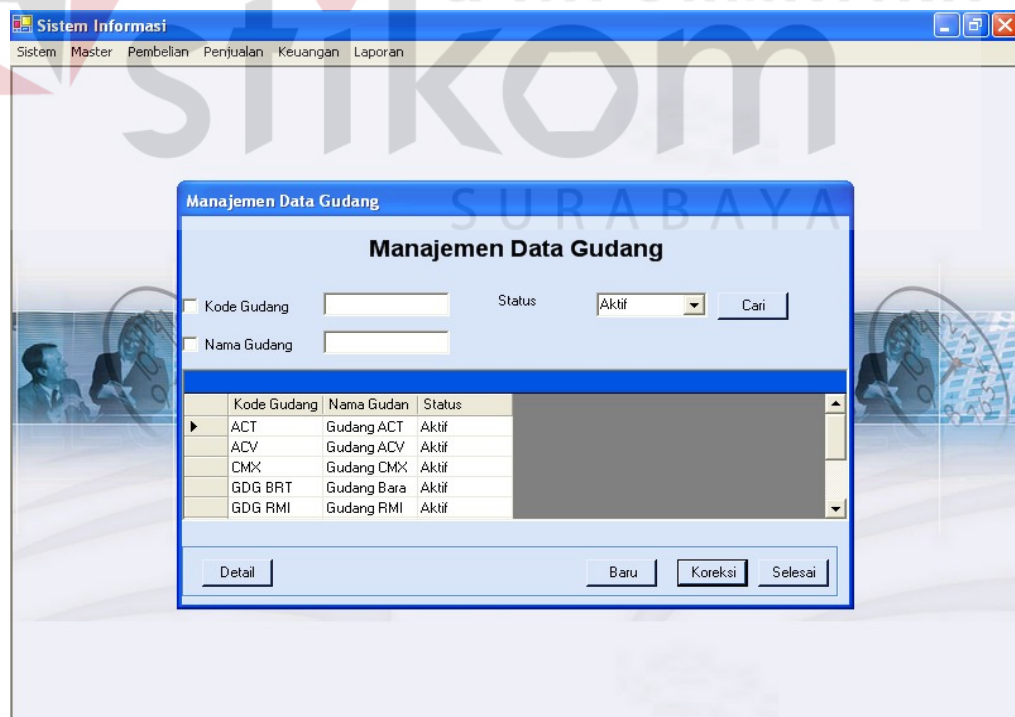 Sistem Informasi
Sistem Master Pembelian Penjualan Keuangan Laporan
stikom
SURABAYA
Manajemen Data Gudang
Manajemen Data Gudang
Kode Gudang Status Aktif Cari
Nama Gudang
Kode Gudang Nama Gudan Status
ACT Gudang ACT Aktif
ACV Gudang ACV Aktif
CMX Gudang CMX Aktif
GDG BRT Gudang Bara Aktif
GDG RMI Gudang RMI Aktif
Detail Baru Koreksi Selesai